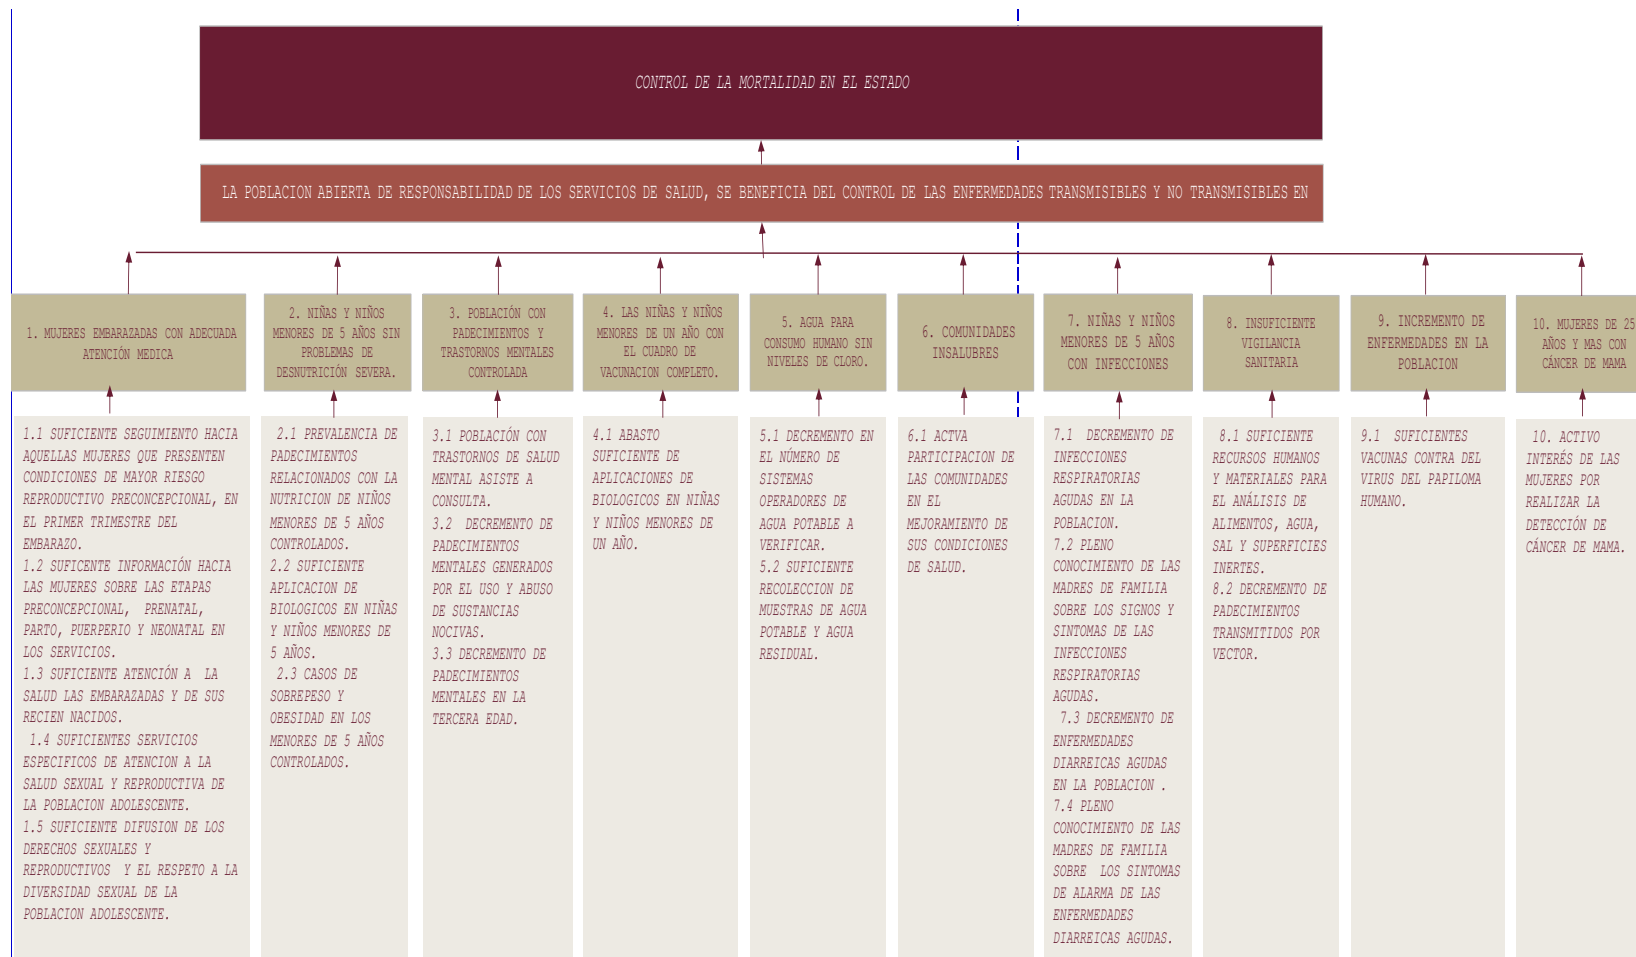 CONTROL DE LA MORTALIDAD EN EL ESTADO
LA POBLACION ABIERTA DE RESPONSABILIDAD DE LOS SERVICIOS DE SALUD, SE BENEFICIA DEL CONTROL DE LAS ENFERMEDADES TRANSMISIBLES Y NO TRANSMISIBLES EN
1. MUJERES EMBARAZADAS CON ADECUADA
ATENCIÓN MEDICA
2. NIÑAS Y NIÑOS
MENORES DE 5 AÑOS SIN
PROBLEMAS DE
DESNUTRICIÓN SEVERA.
3. POBLACIÓN CON
PADECIMIENTOS Y
TRASTORNOS MENTALES
CONTROLADA
4. LAS NIÑAS Y NIÑOS
MENORES DE UN AÑO CON
EL CUADRO DE
VACUNACION COMPLETO.
5. AGUA PARA
CONSUMO HUMANO SIN
NIVELES DE CLORO.
6. COMUNIDADES
INSALUBRES
7. NIÑAS Y NIÑOS
MENORES DE 5 AÑOS
CON INFECCIONES
8. INSUFICIENTE
VIGILANCIA
SANITARIA
9. INCREMENTO DE
ENFERMEDADES EN LA
POBLACION
10. MUJERES DE 25
AÑOS Y MAS CON
CÁNCER DE MAMA
1.1 SUFICIENTE SEGUIMIENTO HACIA
AQUELLAS MUJERES QUE PRESENTEN
CONDICIONES DE MAYOR RIESGO
REPRODUCTIVO PRECONCEPCIONAL, EN
EL PRIMER TRIMESTRE DEL
EMBARAZO.
1.2 SUFICENTE INFORMACIÓN HACIA
LAS MUJERES SOBRE LAS ETAPAS
PRECONCEPCIONAL, PRENATAL,
PARTO, PUERPERIO Y NEONATAL EN
LOS SERVICIOS.
1.3 SUFICIENTE ATENCIÓN A LA
SALUD LAS EMBARAZADAS Y DE SUS
RECIEN NACIDOS.
1.4 SUFICIENTES SERVICIOS
ESPECIFICOS DE ATENCION A LA
SALUD SEXUAL Y REPRODUCTIVA DE
LA POBLACION ADOLESCENTE.
1.5 SUFICIENTE DIFUSION DE LOS
DERECHOS SEXUALES Y
REPRODUCTIVOS Y EL RESPETO A LA
DIVERSIDAD SEXUAL DE LA
POBLACION ADOLESCENTE.
2.1 PREVALENCIA DE
PADECIMIENTOS
RELACIONADOS CON LA
NUTRICION DE NIÑOS
MENORES DE 5 AÑOS
CONTROLADOS.
2.2 SUFICIENTE
APLICACION DE
BIOLOGICOS EN NIÑAS
Y NIÑOS MENORES DE
5 AÑOS.
2.3 CASOS DE
SOBREPESO Y
OBESIDAD EN LOS
MENORES DE 5 AÑOS
CONTROLADOS.
3.1 POBLACIÓN CON
TRASTORNOS DE SALUD
MENTAL ASISTE A
CONSULTA.
3.2 DECREMENTO DE
PADECIMIENTOS
MENTALES GENERADOS
POR EL USO Y ABUSO
DE SUSTANCIAS
NOCIVAS.
3.3 DECREMENTO DE
PADECIMIENTOS
MENTALES EN LA
TERCERA EDAD.
4.1 ABASTO
SUFICIENTE DE
APLICACIONES DE
BIOLOGICOS EN NIÑAS
Y NIÑOS MENORES DE
UN AÑO.
5.1 DECREMENTO EN
EL NÚMERO DE
SISTEMAS
OPERADORES DE
AGUA POTABLE A
VERIFICAR.
5.2 SUFICIENTE
RECOLECCION DE
MUESTRAS DE AGUA
POTABLE Y AGUA
RESIDUAL.
6.1 ACTVA
PARTICIPACION DE
LAS COMUNIDADES
EN EL
MEJORAMIENTO DE
SUS CONDICIONES
DE SALUD.
7.1 DECREMENTO DE
INFECCIONES
RESPIRATORIAS
AGUDAS EN LA
POBLACION.
7.2 PLENO
CONOCIMIENTO DE LAS
MADRES DE FAMILIA
SOBRE LOS SIGNOS Y
SINTOMAS DE LAS
INFECCIONES
RESPIRATORIAS
AGUDAS.
7.3 DECREMENTO DE
ENFERMEDADES
DIARREICAS AGUDAS
EN LA POBLACION .
7.4 PLENO
CONOCIMIENTO DE LAS
MADRES DE FAMILIA
SOBRE LOS SINTOMAS
DE ALARMA DE LAS
ENFERMEDADES
DIARREICAS AGUDAS.
8.1 SUFICIENTE
RECURSOS HUMANOS
Y MATERIALES PARA
EL ANÁLISIS DE
ALIMENTOS, AGUA,
SAL Y SUPERFICIES
INERTES.
8.2 DECREMENTO DE
PADECIMIENTOS
TRANSMITIDOS POR
VECTOR.
9.1 SUFICIENTES
VACUNAS CONTRA DEL
VIRUS DEL PAPILOMA
HUMANO.
10. ACTIVO
INTERÉS DE LAS
MUJERES POR
REALIZAR LA
DETECCIÓN DE
CÁNCER DE MAMA.